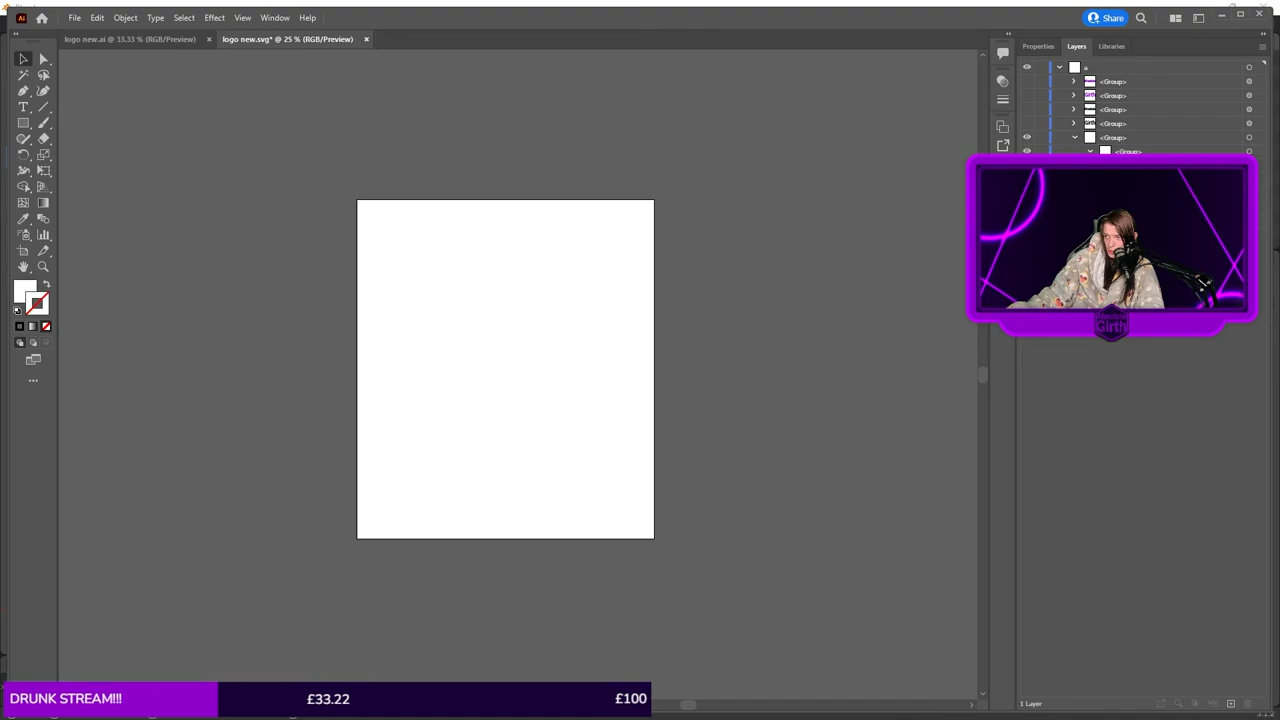 Ai
File
Edit
Object
Type
Select
Effect
View
Window
Help
Share
logo new.ai @ 33.33 % (RGB/Preview)
logo new.svg* @ 25 % (RGB/Preview)
Properties
Layers
Libraries
a
<Group>
<Group>
<Group>
<Group>
<Group>
<Group>
Girth
DRUNK STREAM!!!
£33.22
£100
1 Layer